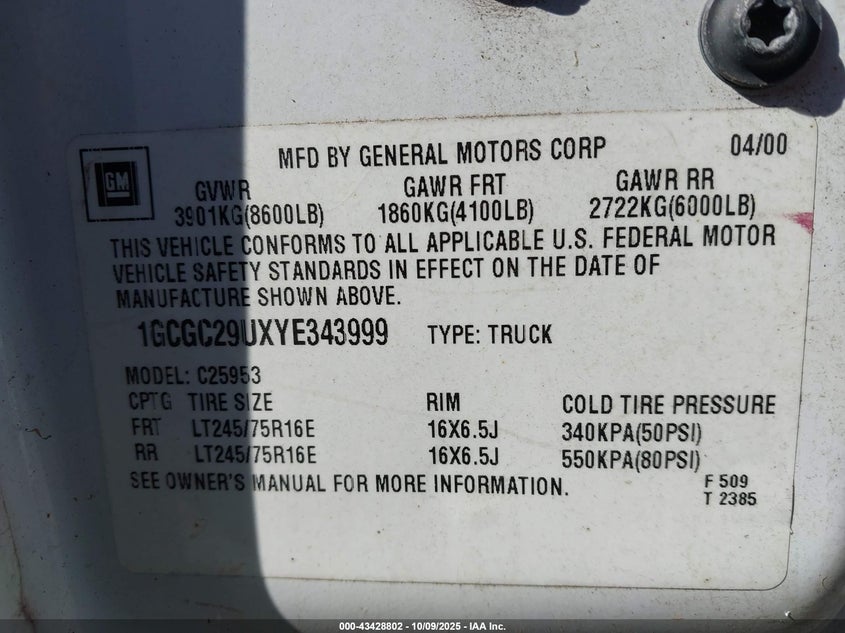 GM
MFD BY GENERAL MOTORS CORP 04/00
GVWR GAWR FRT GAWR RR
3901KG(8600LB) 1860KG(4100LB) 2722KG(6000LB)
THIS VEHICLE CONFORMS TO ALL APPLICABLE U.S. FEDERAL MOTOR
VEHICLE SAFETY STANDARDS IN EFFECT ON THE DATE OF
MANUFACTURE SHOWN ABOVE.
1GCGC29UXYE343999 TYPE: TRUCK
MODEL: C25953
CPTG TIRE SIZE RIM COLD TIRE PRESSURE
FRT LT245/75R16E 16X6.5J 340KPA(50PSI)
RR LT245/75R16E 16X6.5J 550KPA(80PSI)
SEE OWNER'S MANUAL FOR MORE INFORMATION.
F 509
T 2385
000-43428802 - 10/09/2025 - IAA Inc.